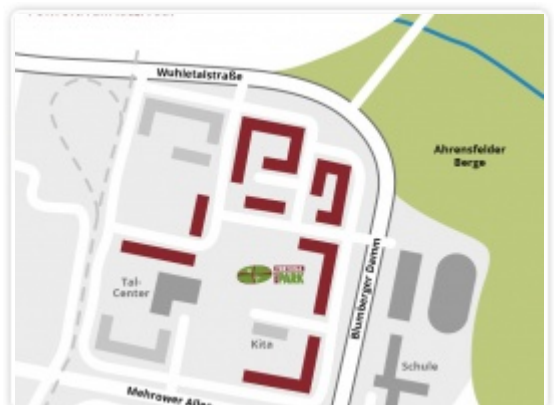 Wuhletalstraße
Ahrensfelder
Berge
PARK
Tal-
Center
Blumberger Damm
Kita
Schule
Mehrower Allee